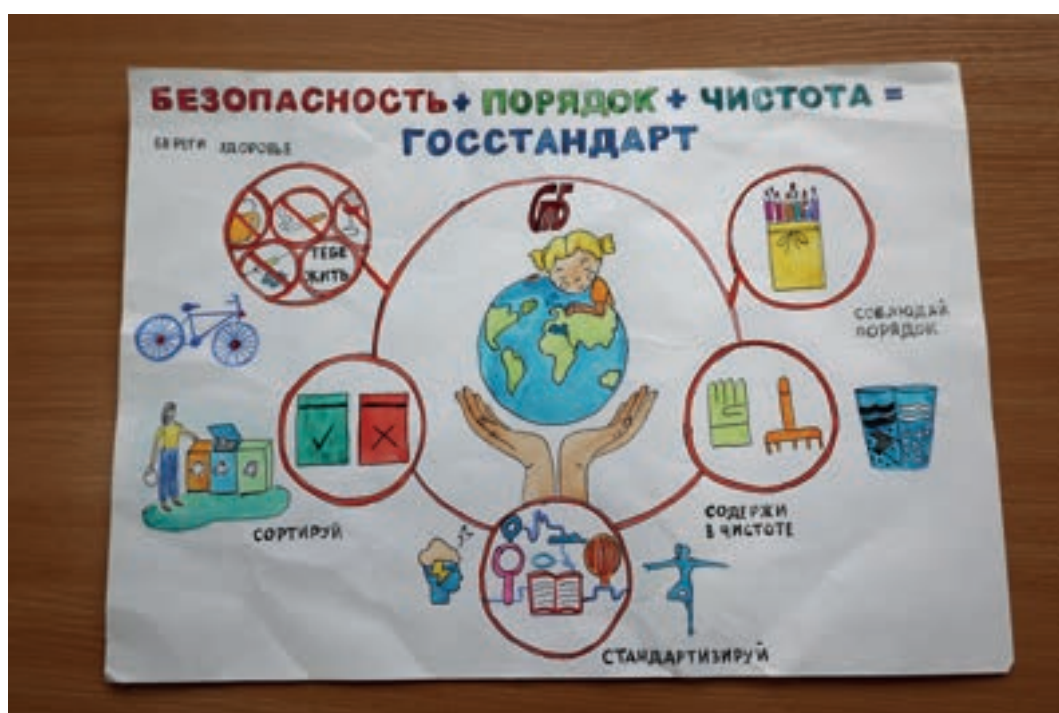 БЕЗОПАСНОСТЬ + ПОРЯДОК + ЧИСТОТА =
ГОССТАНДАРТ
БЕРЕГИ ЗДОРОВЬЕ
ТЕБЕ
ЖИТЬ
СОБЛЮДАЙ
ПОРЯДОК
СОРТИРУЙ
СОДЕРЖИ
В ЧИСТОТЕ
СТАНДАРТИЗИРУЙ